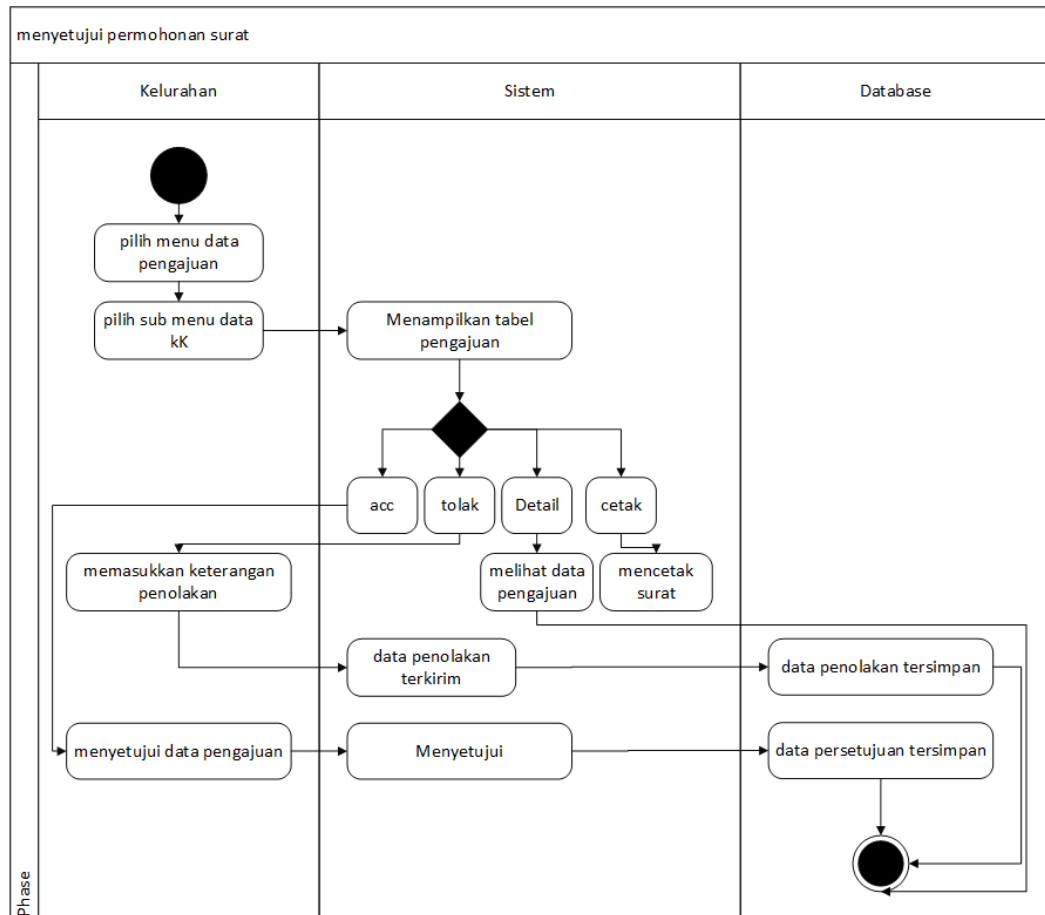 menyetujui permohonan surat
Kelurahan
Sistem
Database
pilih menu data
pengajuan
pilih sub menu data
kK
Menampilkan tabel
pengajuan
acc
tolak
Detail
cetak
memasukkan keterangan
penolakan
melihat data
pengajuan
mencetak
surat
data penolakan
terkirim
data penolakan tersimpan
menyetujui data pengajuan
Menyetujui
data persetujuan tersimpan
Phase